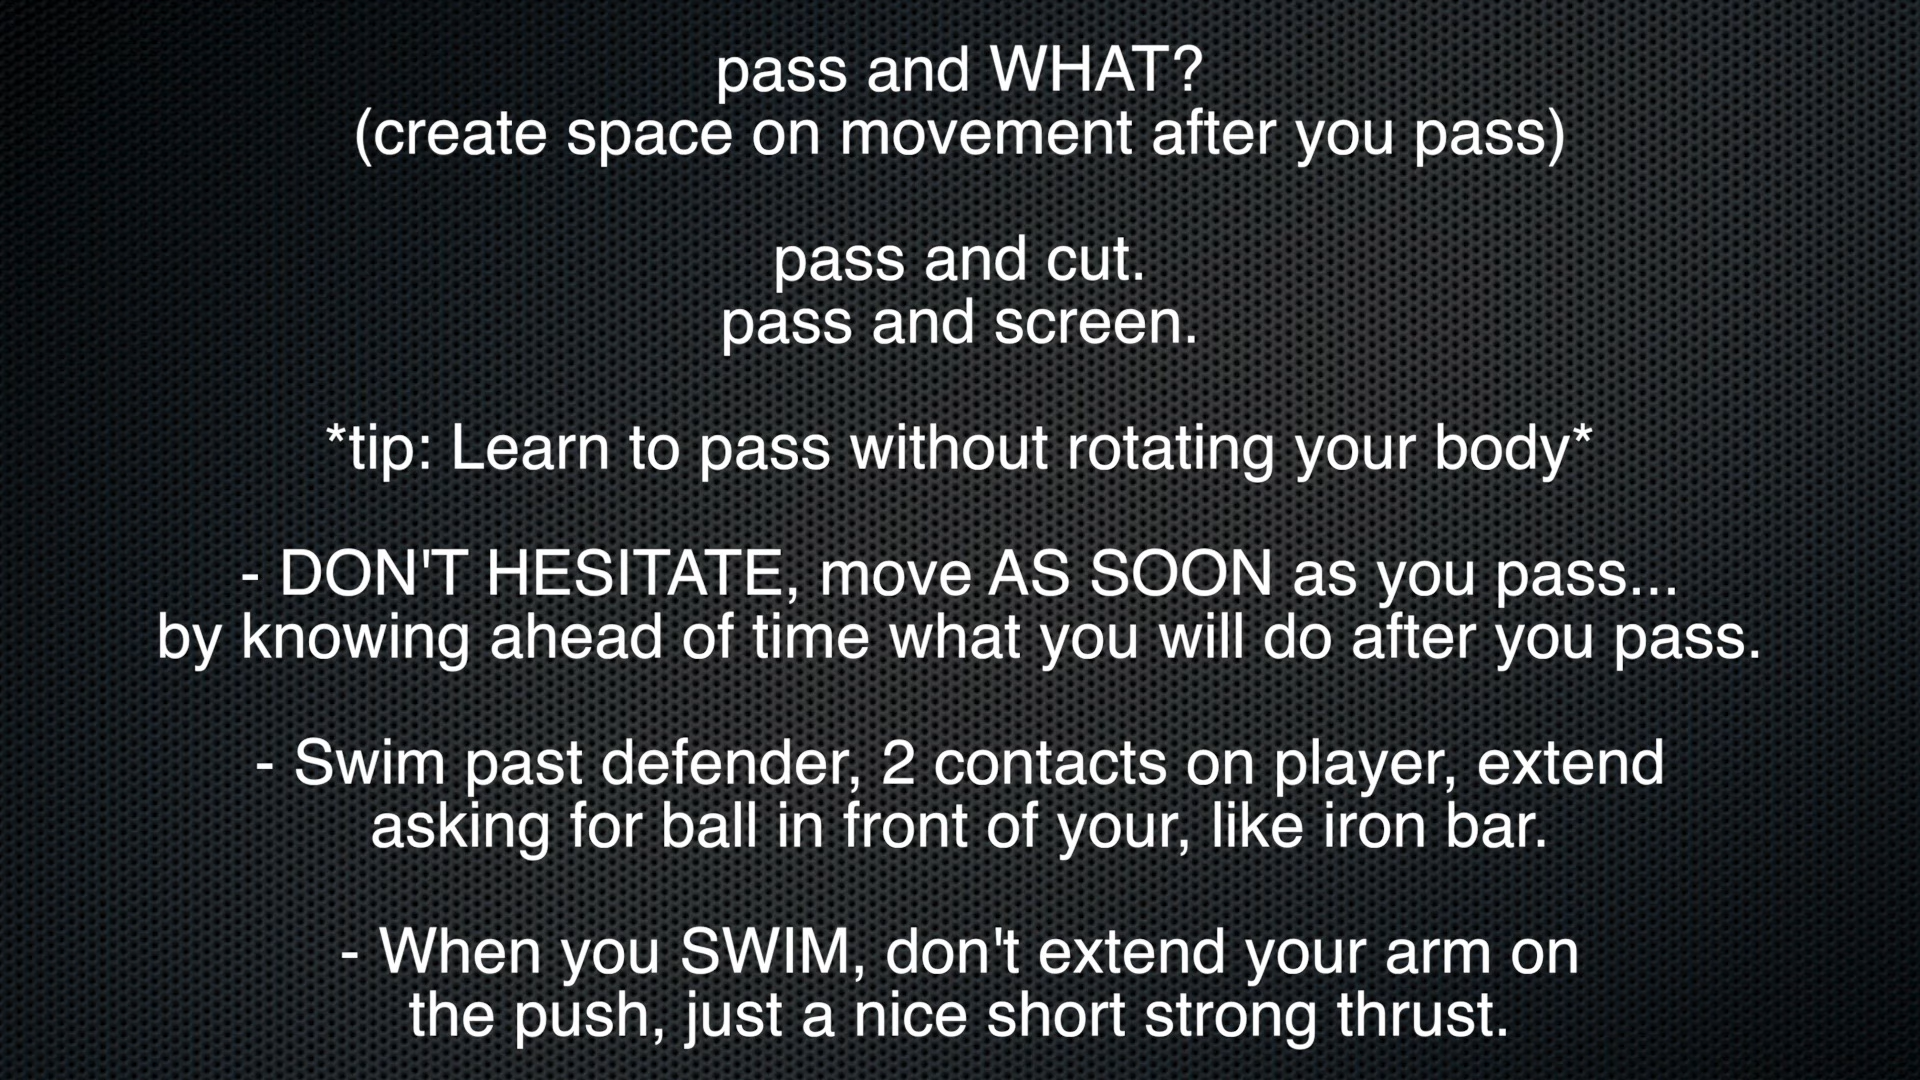 pass and WHAT?
(create space on movement after you pass)
pass and cut.
pass and screen.
*tip: Learn to pass without rotating your body*
- DON'T HESITATE, move AS SOON as you pass...
by knowing ahead of time what you will do after you pass.
- Swim past defender, 2 contacts on player, extend
asking for ball in front of your, like iron bar.
- When you SWIM, don't extend your arm on
the push, just a nice short strong thrust.